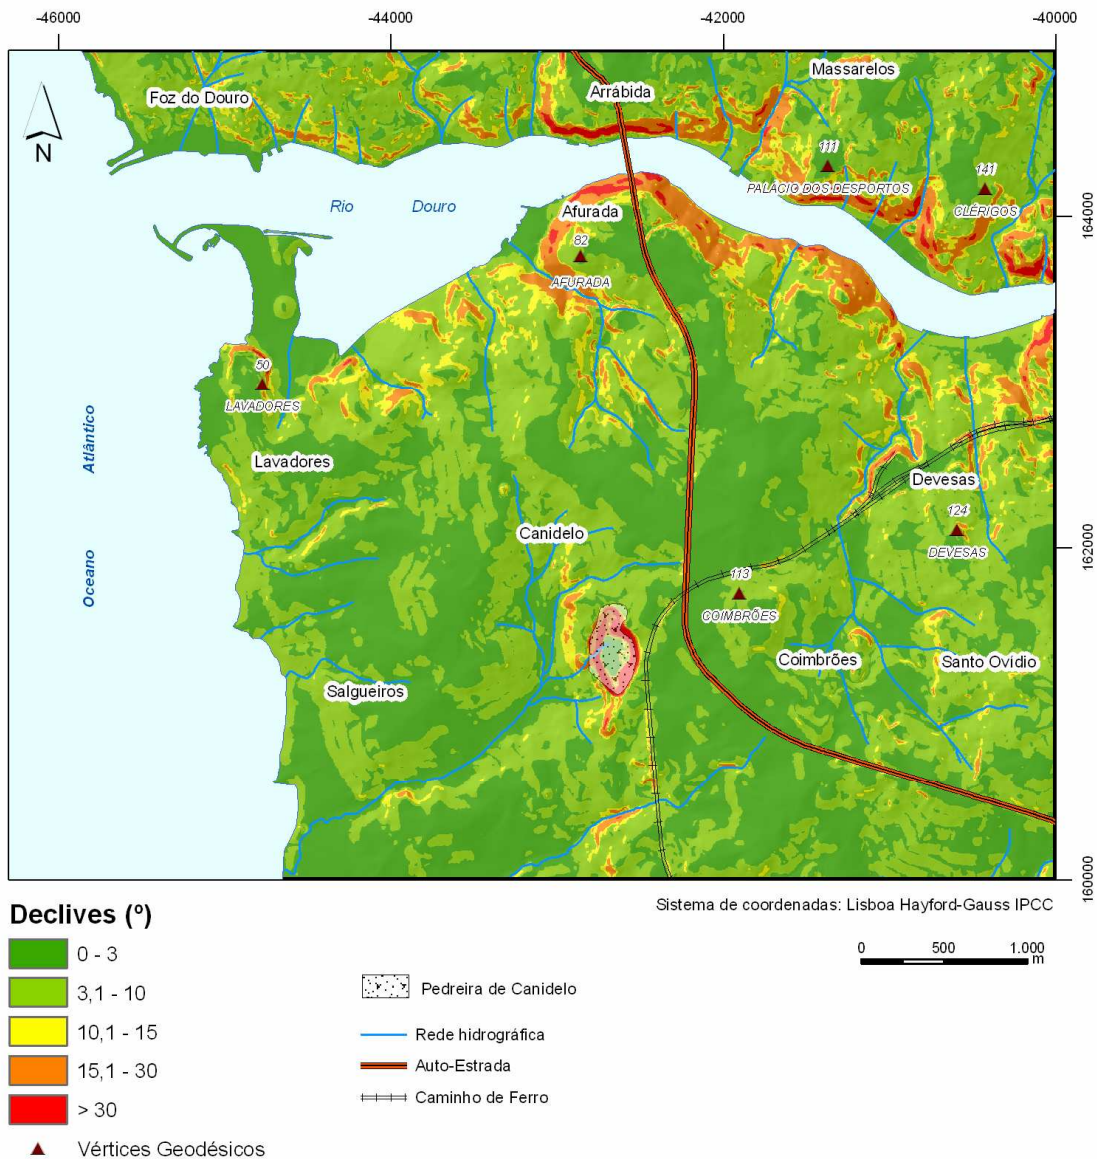 -46000
-44000
-42000
-40000
Massarelos
Arrábida
Foz do Douro
N
111
PALACIO DOS DESPORTOS
141
CLÉRIGOS
164000
Rio Douro
Afurada
82
AFURADA
50
LAVADORES
Atlântico
Lavadores
Devesas
124
DEVESAS
Canidelo
162000
Oceano
113
COIMBRÕES
Coimbrões
Santo Ovídio
Salgueiros
160000
Sistema de coordenadas: Lisboa Hayford-Gauss IPCC
Declives (º)
0 - 3
3,1 - 10
10,1 - 15
15,1 - 30
> 30
Vértices Geodésicos
Pedreira de Canidelo
Rede hidrográfica
Auto-Estrada
Caminho de Ferro
0 500 1.000
m